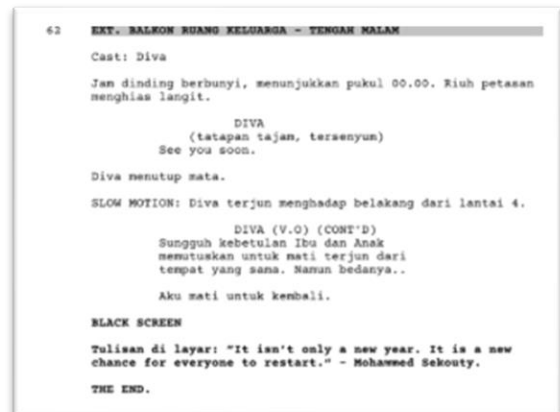 62 EXT. BALKON RUANG KELUARGA - TENGAH MALAM
Cast: Diva
Jam dinding berbunyi, menunjukkan pukul 00.00. Riuh petasan
menghias langit.
DIVA
(tatapan tajam, tersenyum)
See you soon.
Diva menutup mata.
SLOW MOTION: Diva terjun menghadap belakang dari lantai 4.
DIVA (V.O) (CONT'D)
Sungguh kebetulan Ibu dan Anak
memutuskan untuk mati terjun dari
tempat yang sama. Namun bedanya..
Aku mati untuk kembali.
BLACK SCREEN
Tulisan di layar: "It isn't only a new year. It is a new
chance for everyone to restart." - Mohammed Sekouty.
THE END.